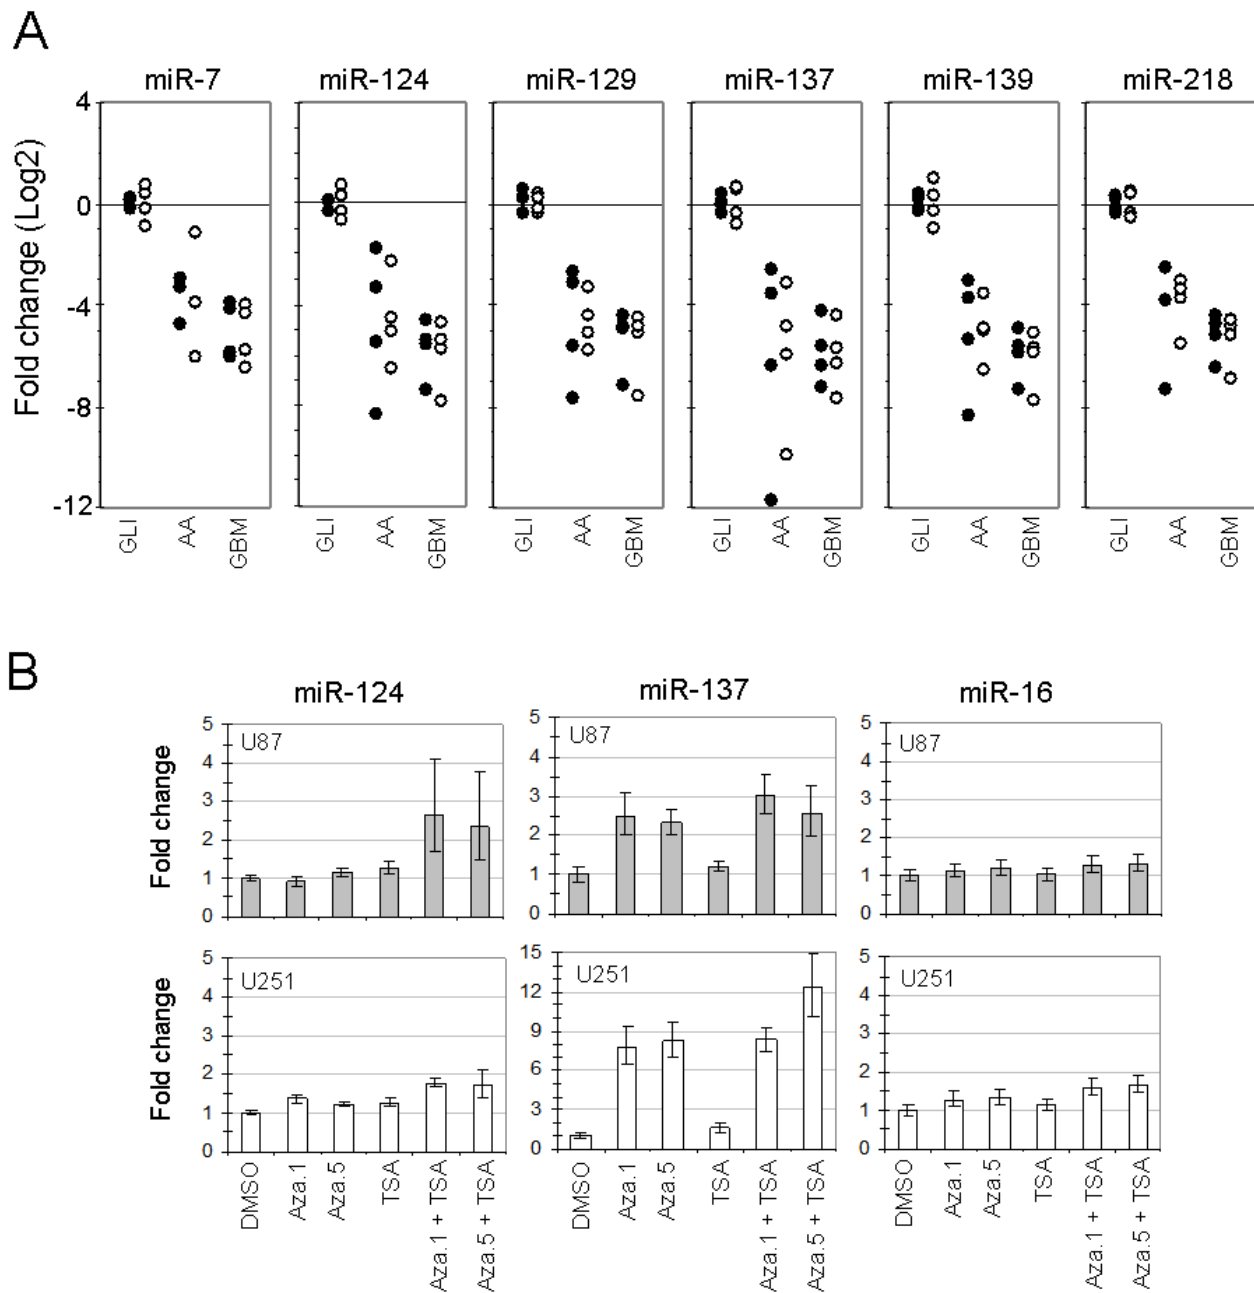 A
miR-7 miR-124 miR-129 miR-137 miR-139 miR-218
Fold change (Log2)
4
0
-4
-8
-12
GLI AA GBM GLI AA GBM GLI AA GBM GLI AA GBM GLI AA GBM GLI AA GBM
B
miR-124 miR-137 miR-16
Fold change
5
4
3
2
1
0
U87
5
4
3
2
1
0
U87
5
4
3
2
1
0
U87
Fold change
5
4
3
2
1
0
U251
15
12
9
6
3
0
U251
5
4
3
2
1
0
U251
DMSO Aza.1 Aza.5 TSA Aza.1 + TSA Aza.5 + TSA
DMSO Aza.1 Aza.5 TSA Aza.1 + TSA Aza.5 + TSA
DMSO Aza.1 Aza.5 TSA Aza.1 + TSA Aza.5 + TSA